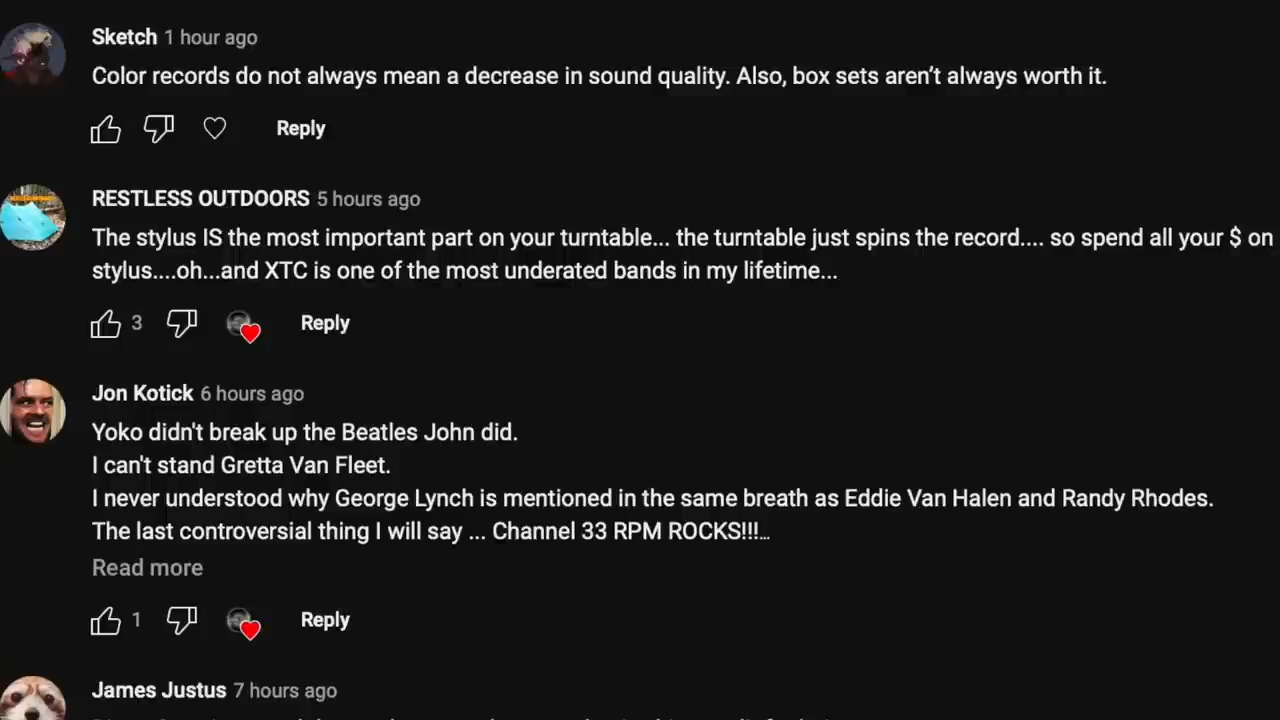 Sketch 1 hour ago
Color records do not always mean a decrease in sound quality. Also, box sets aren’t always worth it.
Reply
RESTLESS OUTDOORS 5 hours ago
The stylus IS the most important part on your turntable... the turntable just spins the record.... so spend all your $ on
stylus....oh...and XTC is one of the most underated bands in my lifetime...
3 Reply
Jon Kotick 6 hours ago
Yoko didn't break up the Beatles John did.
I can't stand Gretta Van Fleet.
I never understood why George Lynch is mentioned in the same breath as Eddie Van Halen and Randy Rhodes.
The last controversial thing I will say ... Channel 33 RPM ROCKS!!!...
Read more
1 Reply
James Justus 7 hours ago